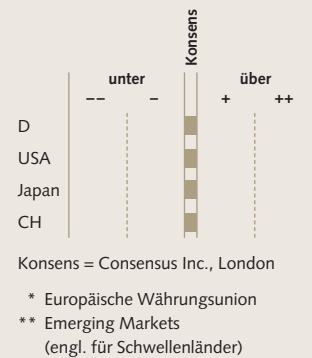 Konsens
unter über
-- - + ++
D
USA
Japan
CH
Konsens = Consensus Inc., London
* Europäische Währungsunion
** Emerging Markets
(engl. für Schwellenländer)